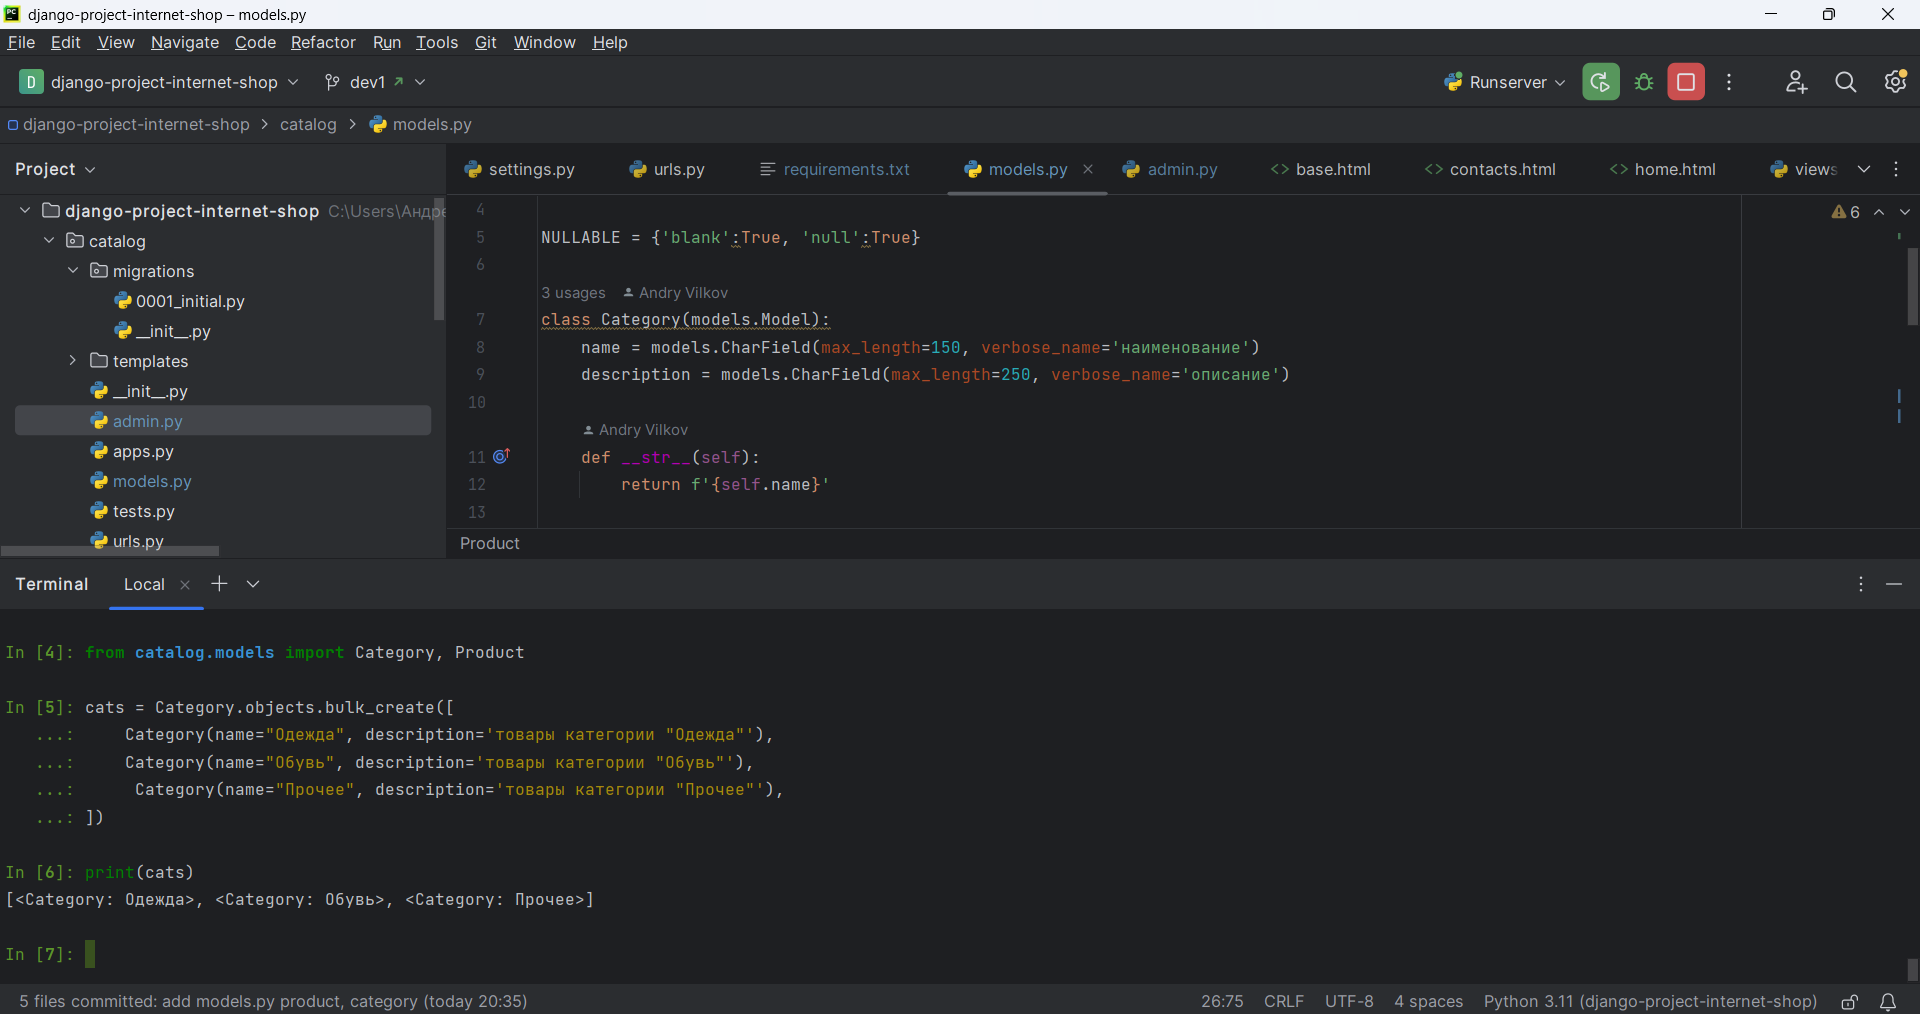 django-project-internet-shop – models.py
File Edit View Navigate Code Refactor Run Tools Git Window Help
D django-project-internet-shop dev1 Runserver
django-project-internet-shop > catalog > models.py
Project
settings.py urls.py requirements.txt models.py admin.py base.html contacts.html home.html views
django-project-internet-shop C:\Users\Андре
catalog
migrations
0001_initial.py
__init__.py
templates
__init__.py
admin.py
apps.py
models.py
tests.py
urls.py
6
4
5 NULLABLE = {'blank':True, 'null':True}
6
3 usages Andry Vilkov
7 class Category(models.Model):
8 name = models.CharField(max_length=150, verbose_name='наименование')
9 description = models.CharField(max_length=250, verbose_name='описание')
10
Andry Vilkov
11 def __str__(self):
12 return f'{self.name}'
13
Product
Terminal Local
In [4]: from catalog.models import Category, Product
In [5]: cats = Category.objects.bulk_create([
...: Category(name="Одежда", description='товары категории "Одежда"'),
...: Category(name="Обувь", description='товары категории "Обувь"'),
...: Category(name="Прочее", description='товары категории "Прочее"'),
...: ])
In [6]: print(cats)
[<Category: Одежда>, <Category: Обувь>, <Category: Прочее>]
In [7]:
5 files committed: add models.py product, category (today 20:35) 26:75 CRLF UTF-8 4 spaces Python 3.11 (django-project-internet-shop)